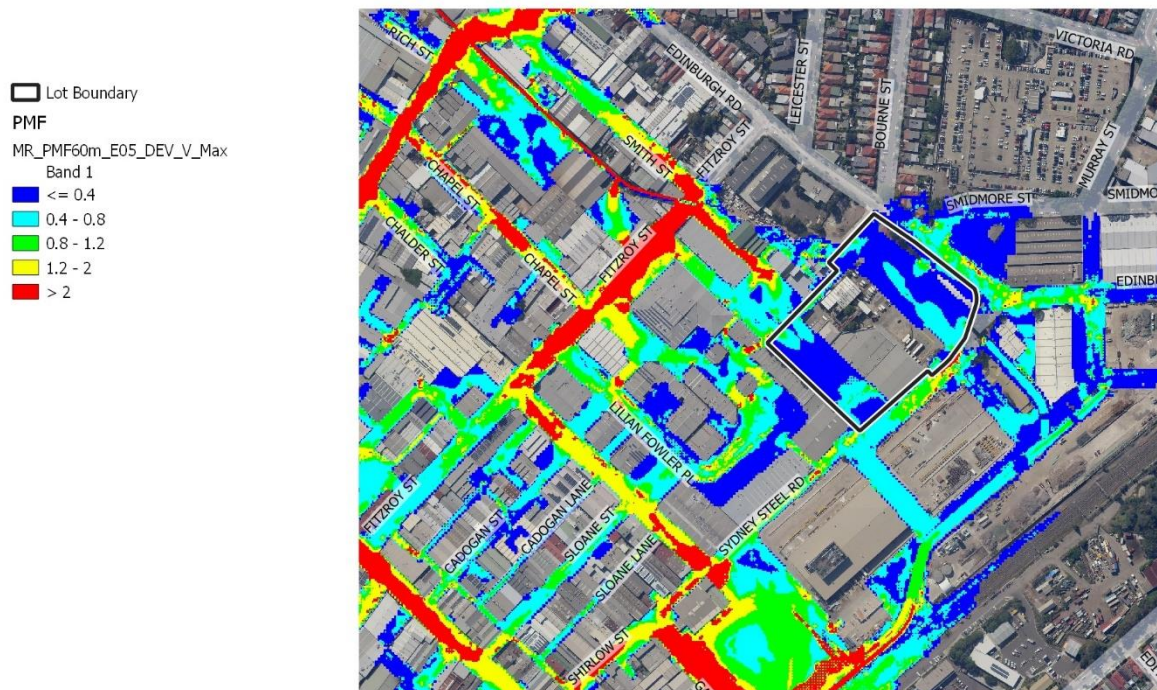 Lot Boundary
PMF
MR_PMF60m_E05_DEV_V_Max
Band 1
<= 0.4
0.4 - 0.8
0.8 - 1.2
1.2 - 2
> 2
RICH ST
EDINBURGH RD
LEICESTER ST
BOURNE ST
VICTORIA RD
MURRAY ST
SMITH ST
FITZROY ST
SMIDMORE ST
SMIDMO
CHAPEL ST
CHALDER ST
CHAPEL ST
FITZROY ST
EDINBU
LILIAN FOWLER PL
SYDNEY STEEL RD
FITZROY ST
CADOGAN ST
CADOGAN LANE
SLOANE ST
SLOANE LANE
SHIRLOW ST